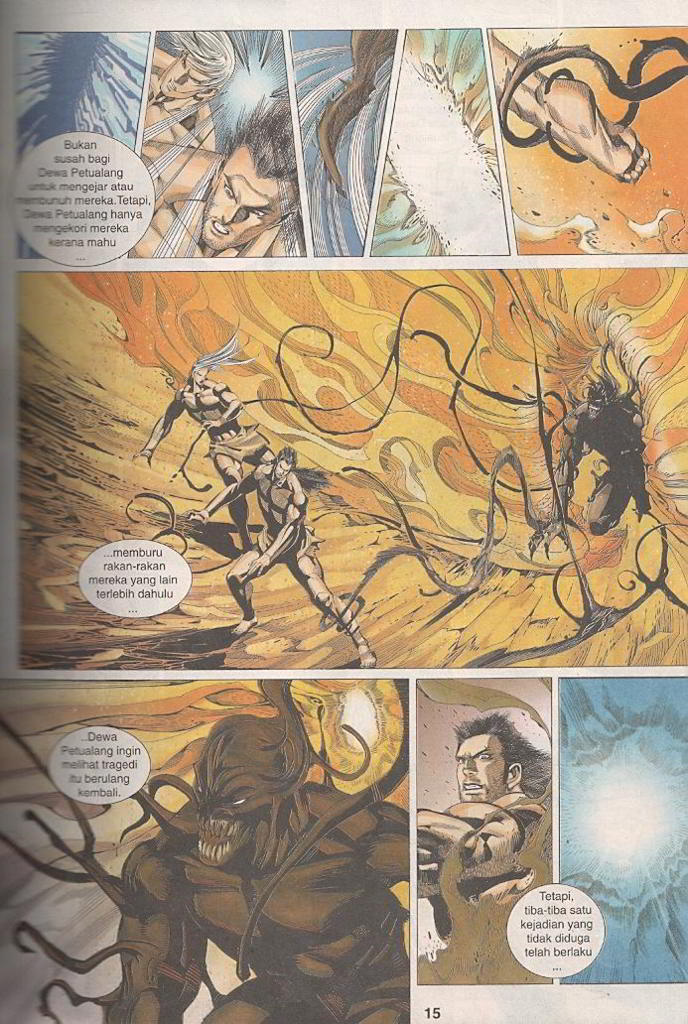 Bukan
susah bagi
Dewa Petualang
untuk mengejar atau
membunuh mereka.Tetapi,
Dewa Petualang hanya
mengekori mereka
kerana mahu
...
...memburu
rakan-rakan
mereka yang lain
terlebih dahulu
...
...Dewa
Petualang ingin
melihat tragedi
itu berulang
kembali.
Tetapi,
tiba-tiba satu
kejadian yang
tidak diduga
telah berlaku
...
15